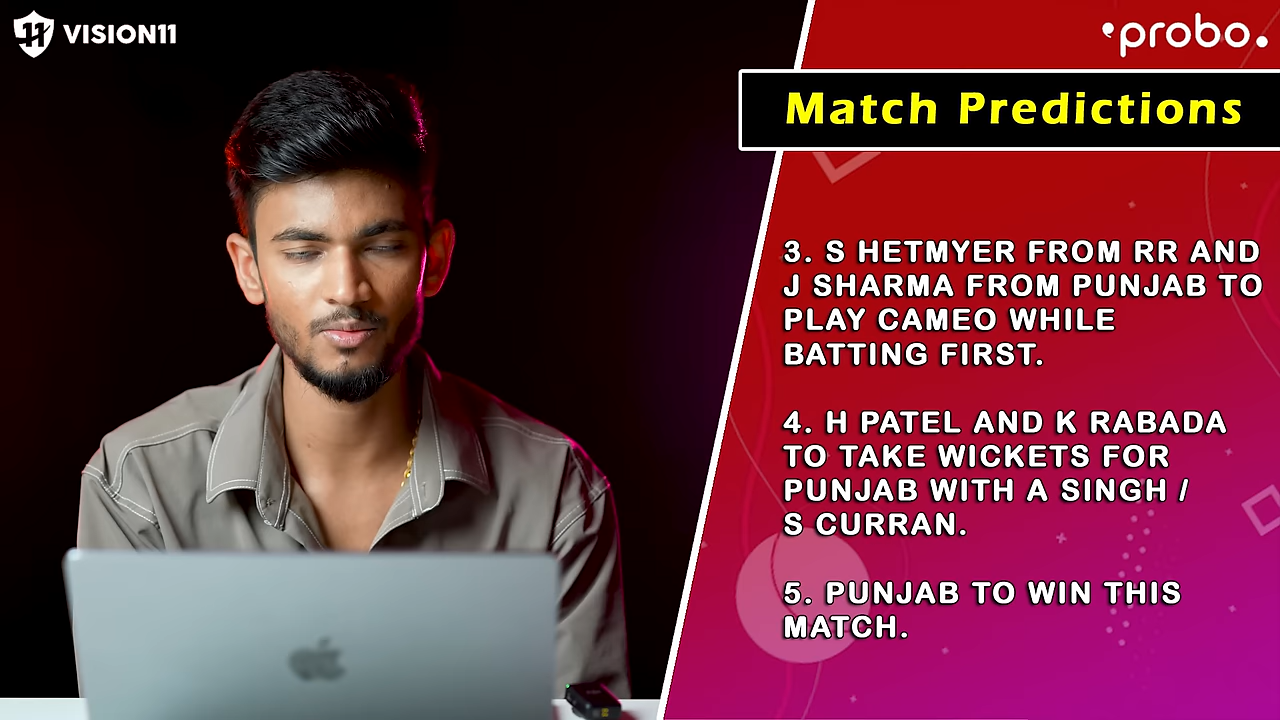 VISION11
probo.
Match Predictions
3. S HETMYER FROM RR AND
J SHARMA FROM PUNJAB TO
PLAY CAMEO WHILE
BATTING FIRST.
4. H PATEL AND K RABADA
TO TAKE WICKETS FOR
PUNJAB WITH A SINGH /
S CURRAN.
5. PUNJAB TO WIN THIS
MATCH.